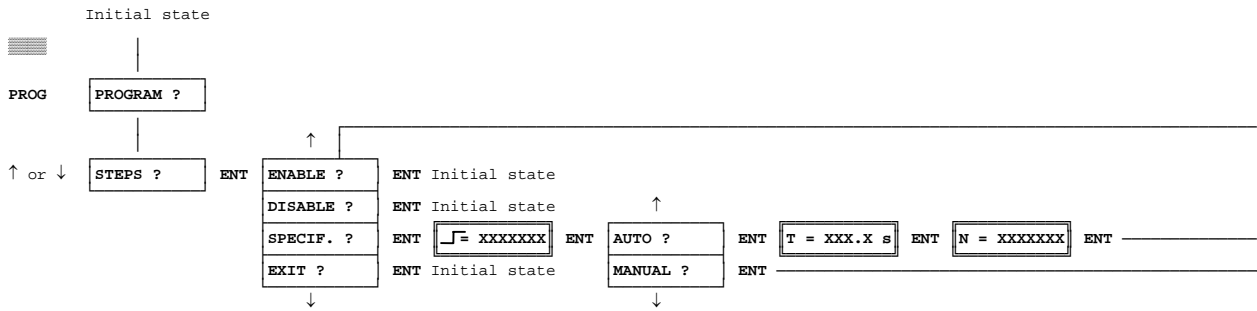 Initial state
PROG PROGRAM ?
↑
↑ or ↓ STEPS ? ENT ENABLE ? ENT Initial state
DISABLE ? ENT Initial state ↑
SPECIF. ? ENT = XXXXXXX ENT AUTO ? ENT T = XXX.X s ENT N = XXXXXXX ENT
EXIT ? ENT Initial state MANUAL ? ENT
↓ ↓